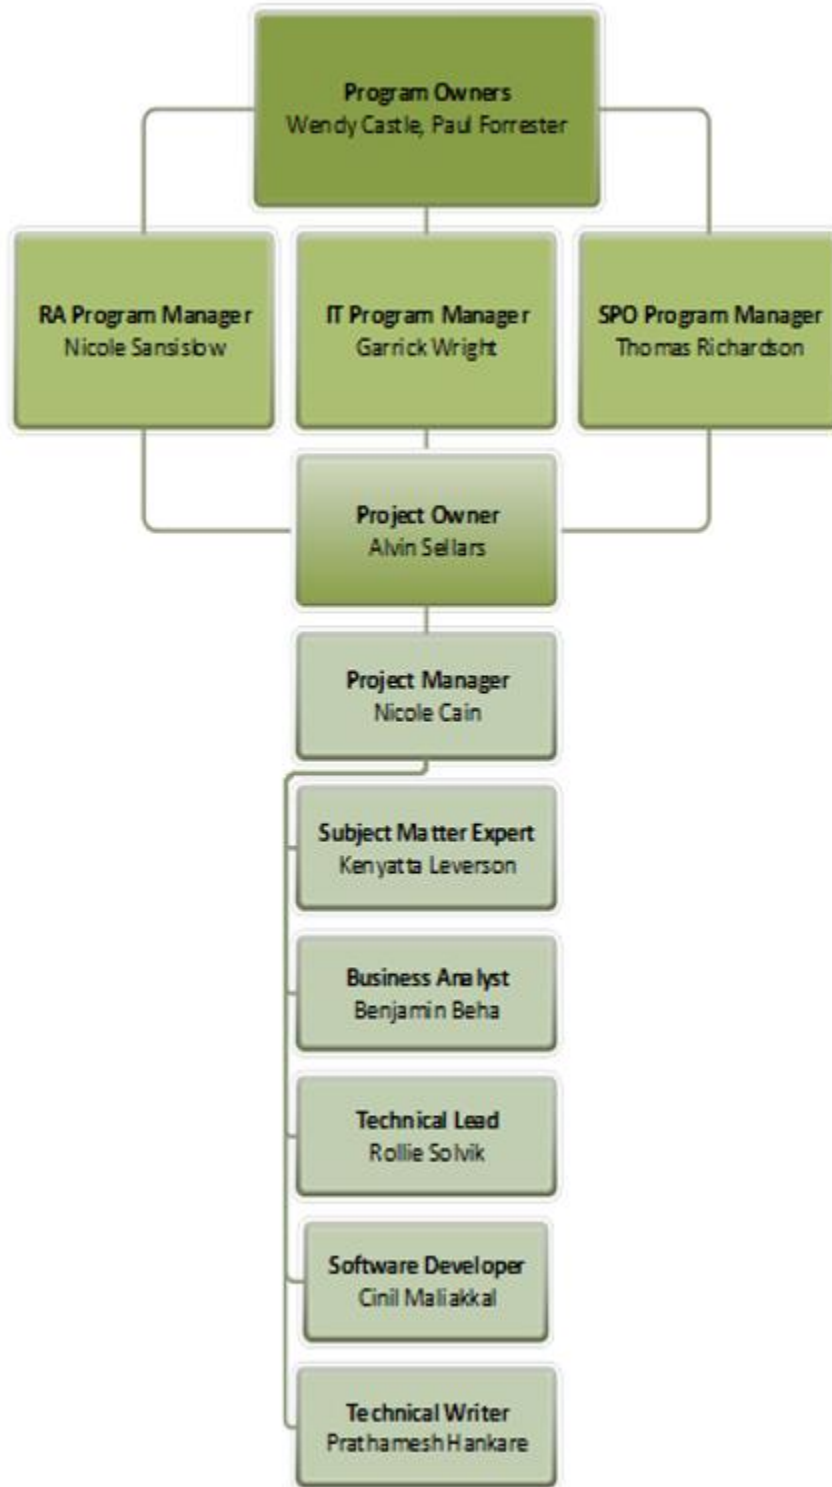 Program Owners
Wendy Castle, Paul Forrester
RA Program Manager
Nicole Sansislow
IT Program Manager
Garrick Wright
SPO Program Manager
Thomas Richardson
Project Owner
Alvin Sellars
Project Manager
Nicole Cain
Subject Matter Expert
Kenyatta Leverson
Business Analyst
Benjamin Beha
Technical Lead
Rollie Solvik
Software Developer
Cinil Maliakkal
Technical Writer
Prathamesh Hankare